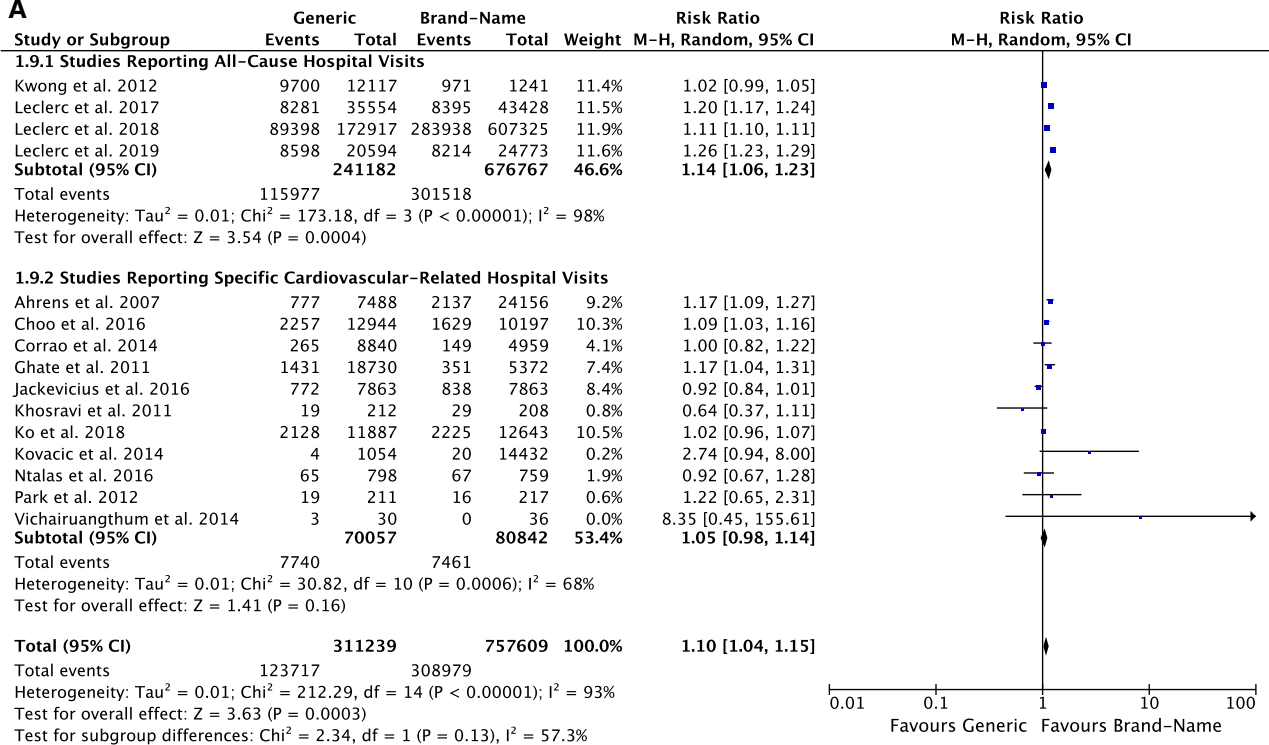 A
Generic Brand-Name Risk Ratio Risk Ratio
Study or Subgroup Events Total Events Total Weight M-H, Random, 95% CI M-H, Random, 95% CI
1.9.1 Studies Reporting All-Cause Hospital Visits
Kwong et al. 2012 9700 12117 971 1241 11.4% 1.02 [0.99, 1.05]
Leclerc et al. 2017 8281 35554 8395 43428 11.5% 1.20 [1.17, 1.24]
Leclerc et al. 2018 89398 172917 283938 607325 11.9% 1.11 [1.10, 1.11]
Leclerc et al. 2019 8598 20594 8214 24773 11.6% 1.26 [1.23, 1.29]
Subtotal (95% CI) 241182 676767 46.6% 1.14 [1.06, 1.23]
Total events 115977 301518
Heterogeneity: Tau² = 0.01; Chi² = 173.18, df = 3 (P < 0.00001); I² = 98%
Test for overall effect: Z = 3.54 (P = 0.0004)
1.9.2 Studies Reporting Specific Cardiovascular-Related Hospital Visits
Ahrens et al. 2007 777 7488 2137 24156 9.2% 1.17 [1.09, 1.27]
Choo et al. 2016 2257 12944 1629 10197 10.3% 1.09 [1.03, 1.16]
Corrao et al. 2014 265 8840 149 4959 4.1% 1.00 [0.82, 1.22]
Ghate et al. 2011 1431 18730 351 5372 7.4% 1.17 [1.04, 1.31]
Jackevicius et al. 2016 772 7863 838 7863 8.4% 0.92 [0.84, 1.01]
Khosravi et al. 2011 19 212 29 208 0.8% 0.64 [0.37, 1.11]
Ko et al. 2018 2128 11887 2225 12643 10.5% 1.02 [0.96, 1.07]
Kovacic et al. 2014 4 1054 20 14432 0.2% 2.74 [0.94, 8.00]
Ntalas et al. 2016 65 798 67 759 1.9% 0.92 [0.67, 1.28]
Park et al. 2012 19 211 16 217 0.6% 1.22 [0.65, 2.31]
Vichairuangthum et al. 2014 3 30 0 36 0.0% 8.35 [0.45, 155.61]
Subtotal (95% CI) 70057 80842 53.4% 1.05 [0.98, 1.14]
Total events 7740 7461
Heterogeneity: Tau² = 0.01; Chi² = 30.82, df = 10 (P = 0.0006); I² = 68%
Test for overall effect: Z = 1.41 (P = 0.16)
Total (95% CI) 311239 757609 100.0% 1.10 [1.04, 1.15]
Total events 123717 308979
Heterogeneity: Tau² = 0.01; Chi² = 212.29, df = 14 (P < 0.00001); I² = 93%
Test for overall effect: Z = 3.63 (P = 0.0003)
Test for subgroup differences: Chi² = 2.34, df = 1 (P = 0.13), I² = 57.3%
0.01 0.1 1 10 100
Favours Generic Favours Brand-Name